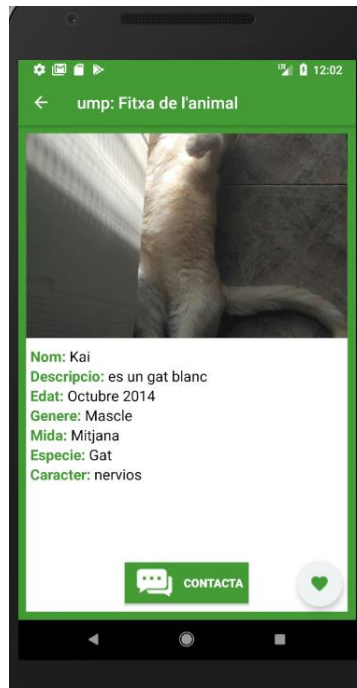 12:02
ump: Fitxa de l'animal
Nom: Kai
Descripcio: es un gat blanc
Edat: Octubre 2014
Genere: Mascle
Mida: Mitjana
Especie: Gat
Caracter: nervios
CONTACTA